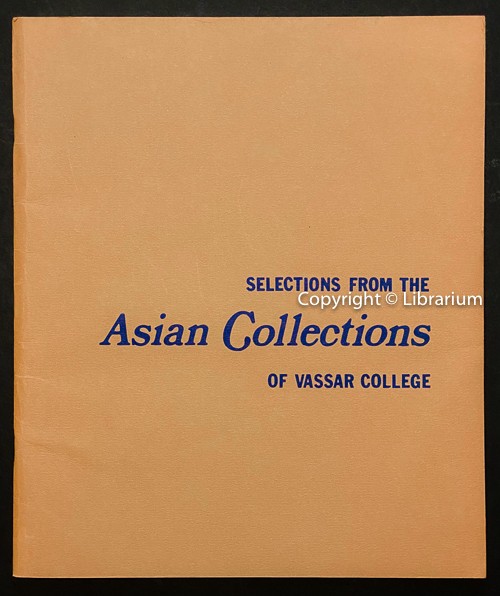 SELECTIONS FROM THE
Copyright © Librarium
Asian Collections
OF VASSAR COLLEGE